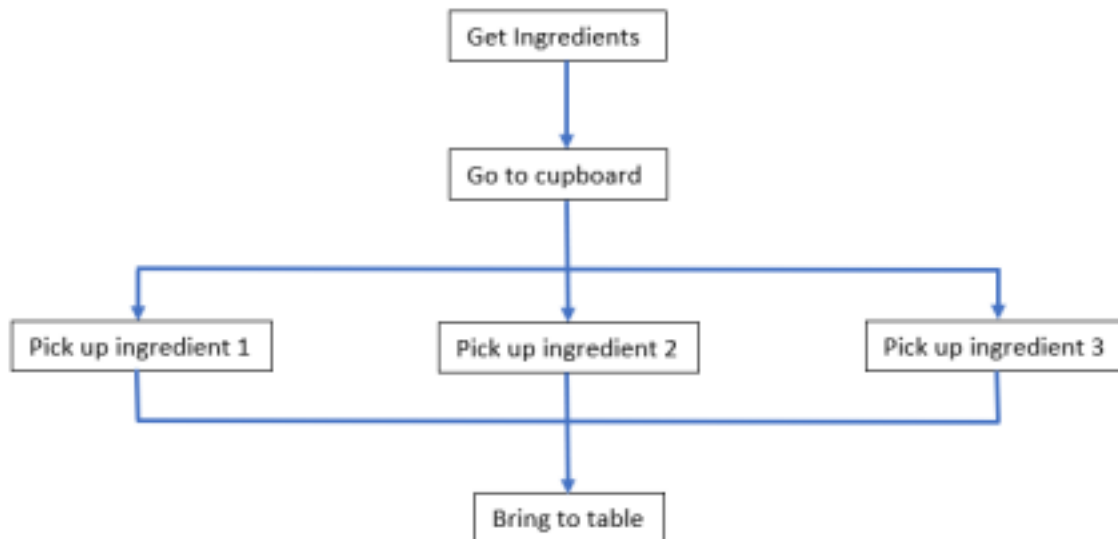 Get Ingredients
Go to cupboard
Pick up ingredient 1
Pick up ingredient 2
Pick up ingredient 3
Bring to table